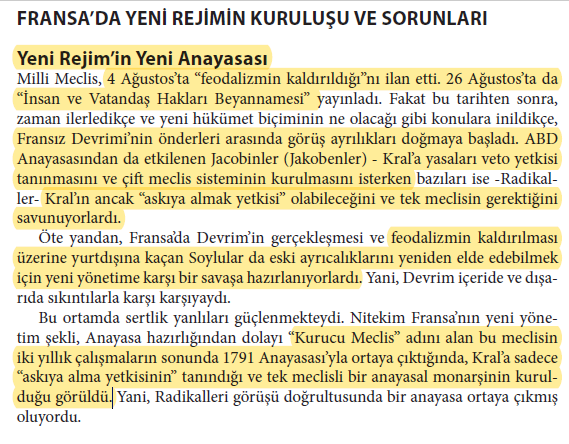 FRANSA’DA YENİ REJİMİN KURULUŞU VE SORUNLARI
Yeni Rejim’in Yeni Anayasası
Milli Meclis, 4 Ağustos’ta “feodalizmin kaldırıldığı”nı ilan etti. 26 Ağustos’ta da
“İnsan ve Vatandaş Hakları Beyannamesi” yayınladı. Fakat bu tarihten sonra,
zaman ilerledikçe ve yeni hükümet biçiminin ne olacağı gibi konulara inildikçe,
Fransız Devrimi’nin önderleri arasında görüş ayrılıkları doğmaya başladı. ABD
Anayasasından da etkilenen Jacobinler (Jakobenler) - Kral’a yasaları veto yetkisi
tanınmasını ve çift meclis sisteminin kurulmasını isterken bazıları ise -Radikal-
ler- Kral’ın ancak “askıya almak yetkisi” olabileceğini ve tek meclisin gerektiğini
savunuyorlardı.
Öte yandan, Fransa’da Devrim’in gerçekleşmesi ve feodalizmin kaldırılması
üzerine yurtdışına kaçan Soylular da eski ayrıcalıklarını yeniden elde edebilmek
için yeni yönetime karşı bir savaşa hazırlanıyorlardı. Yani, Devrim içeride ve dışa-
rıda sıkıntılarla karşı karşıyaydı.
Bu ortamda sertlik yanlıları güçlenmekteydi. Nitekim Fransa’nın yeni yöne-
tim şekli, Anayasa hazırlığından dolayı “Kurucu Meclis” adını alan bu meclisin
iki yıllık çalışmaların sonunda 1791 Anayasası’yla ortaya çıktığında, Kral’a sadece
“askıya alma yetkisinin” tanındığı ve tek meclisli bir anayasal monarşinin kurul-
duğu görüldü. Yani, Radikalleri görüşü doğrultusunda bir anayasa ortaya çıkmış
oluyordu.